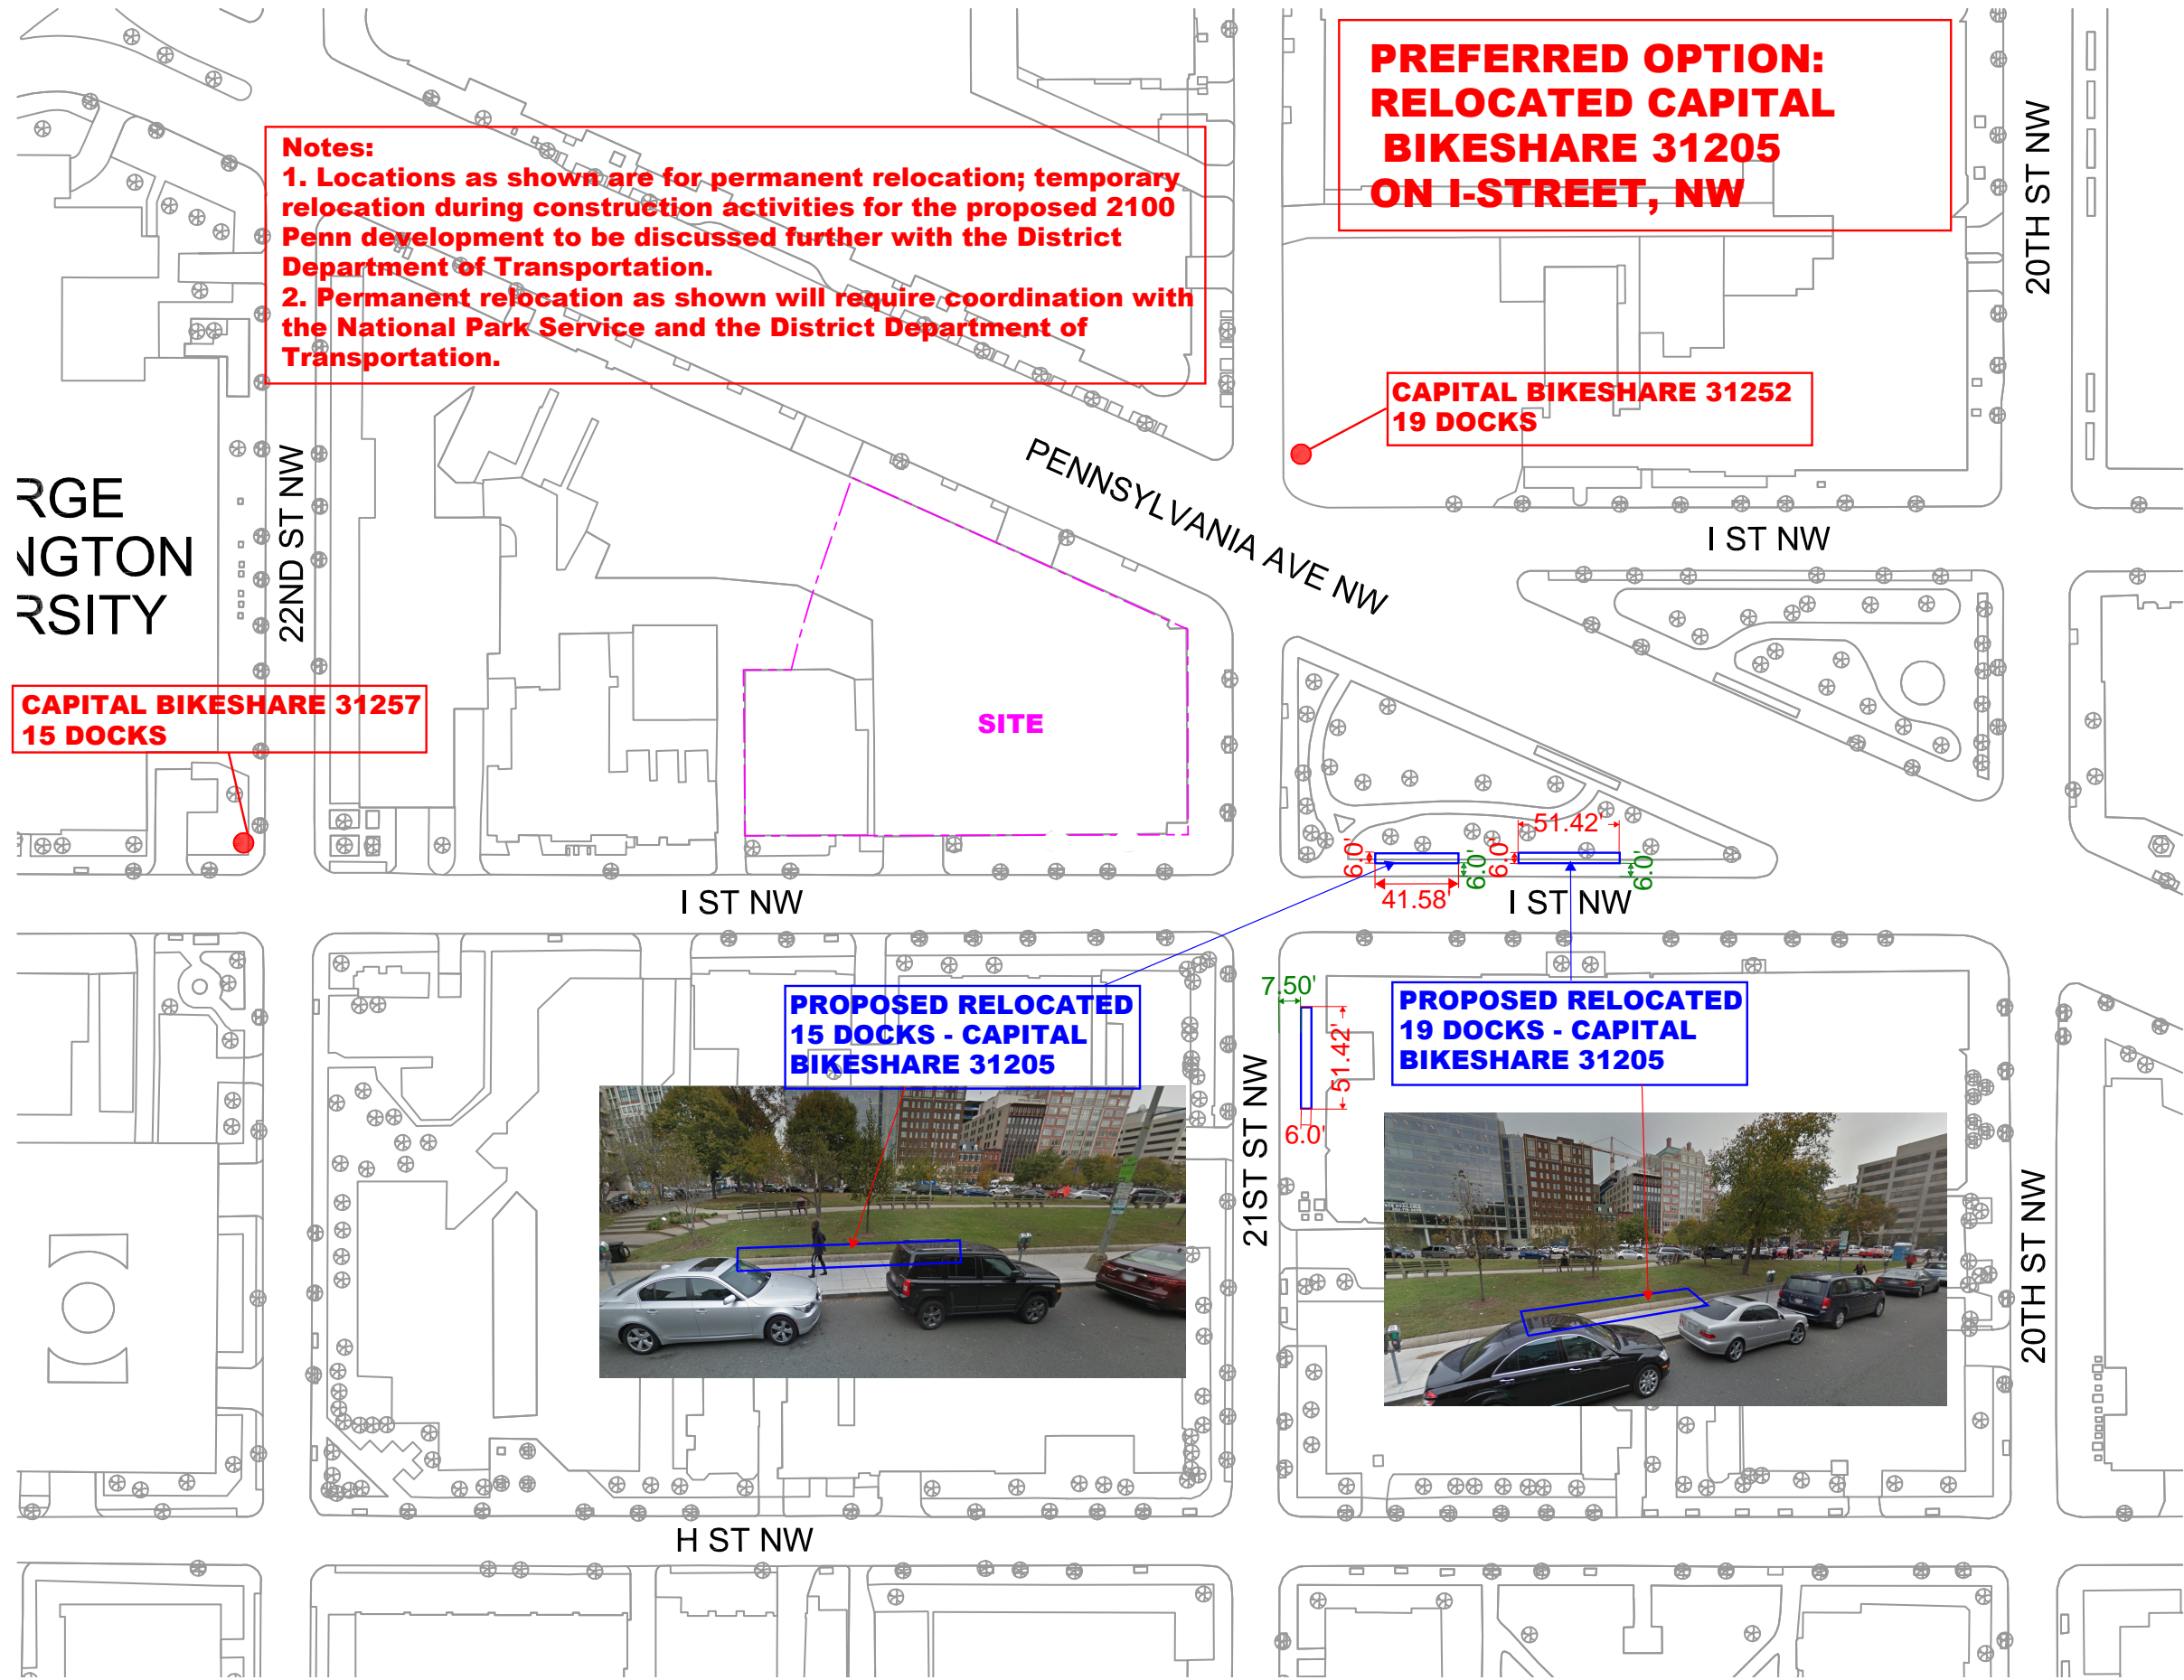 PREFERRED OPTION:
RELOCATED CAPITAL
BIKESHARE 31205
ON I-STREET, NW
Notes:
1. Locations as shown are for permanent relocation; temporary
relocation during construction activities for the proposed 2100
Penn development to be discussed further with the District
Department of Transportation.
2. Permanent relocation as shown will require coordination with
the National Park Service and the District Department of
Transportation.
20TH ST NW
CAPITAL BIKESHARE 31252
19 DOCKS
PENNSYLVANIA AVE NW
I ST NW
RGE
NGTON
RSITY
22ND ST NW
CAPITAL BIKESHARE 31257
15 DOCKS
SITE
51.42'
6.0'
6.0'
6.0'
6.0'
41.58'
I ST NW
I ST NW
7.50'
51.42'
6.0'
PROPOSED RELOCATED
15 DOCKS - CAPITAL
BIKESHARE 31205
PROPOSED RELOCATED
19 DOCKS - CAPITAL
BIKESHARE 31205
21ST ST NW
20TH ST NW
H ST NW